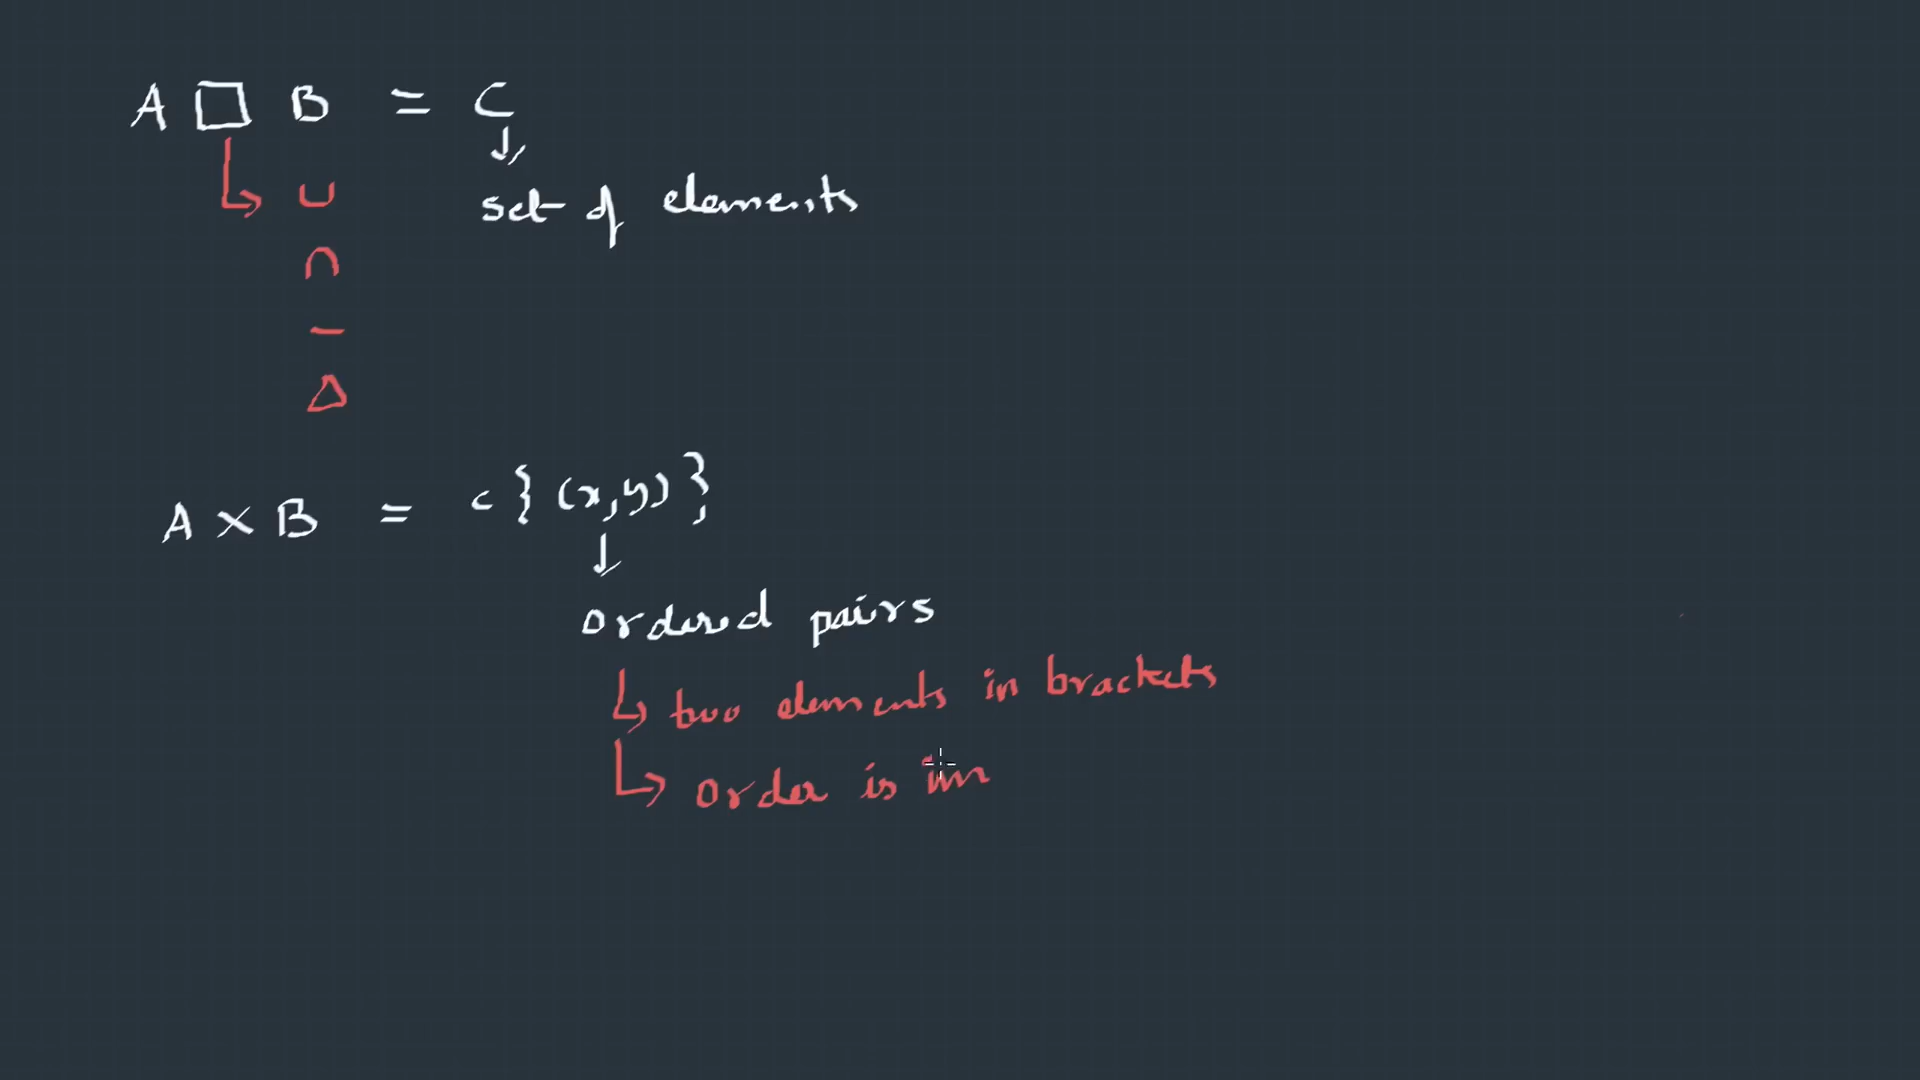 A □ B = C
∪
set of elements
∩
−
Δ
A × B = C { (x,y) }
ordered pairs
two elements in brackets
order is im